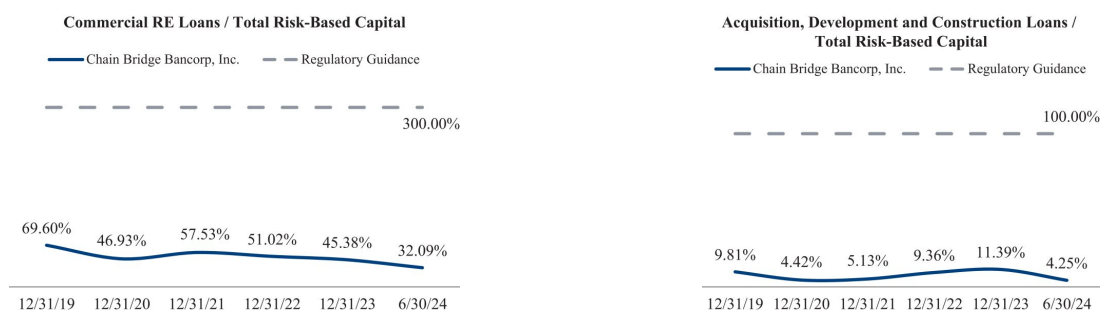 Commercial RE Loans / Total Risk-Based Capital
Chain Bridge Bancorp, Inc. Regulatory Guidance
300.00%
69.60% 46.93% 57.53% 51.02% 45.38% 32.09%
12/31/19 12/31/20 12/31/21 12/31/22 12/31/23 6/30/24
Acquisition, Development and Construction Loans /
Total Risk-Based Capital
Chain Bridge Bancorp, Inc. Regulatory Guidance
100.00%
9.81% 4.42% 5.13% 9.36% 11.39% 4.25%
12/31/19 12/31/20 12/31/21 12/31/22 12/31/23 6/30/24